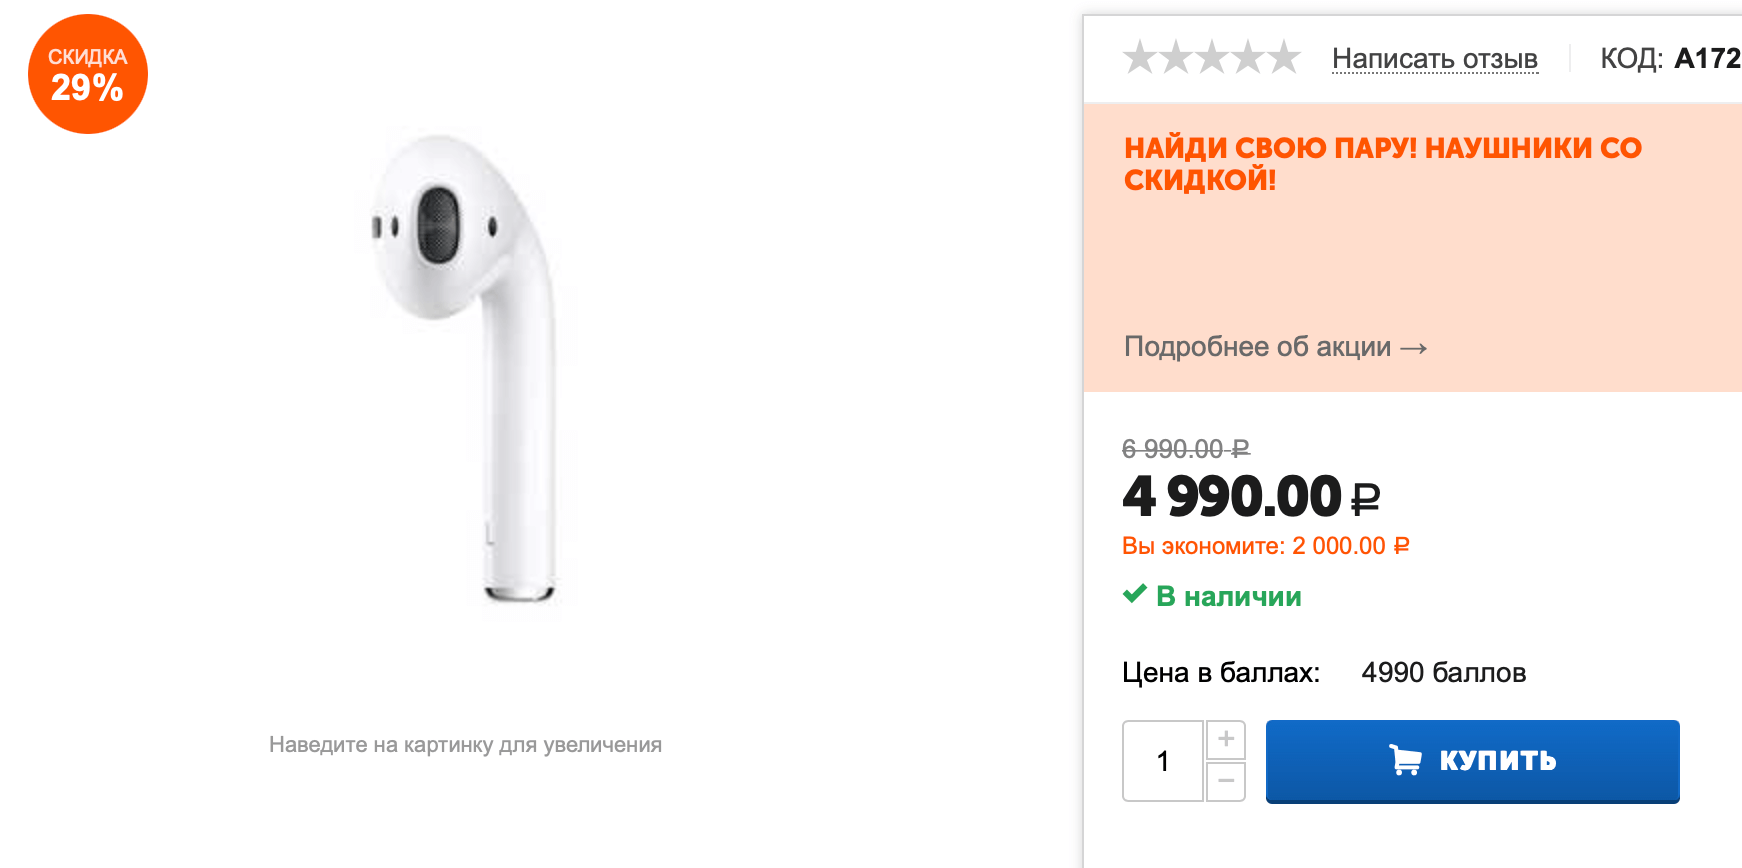 СКИДКА
29%
Написать отзыв
КОД: A172
НАЙДИ СВОЮ ПАРУ! НАУШНИКИ СО
СКИДКОЙ!
Подробнее об акции →
6 990.00 ₽
4 990.00 ₽
Вы экономите: 2 000.00 ₽
В наличии
Цена в баллах: 4990 баллов
1
+
−
КУПИТЬ
L
Наведите на картинку для увеличения